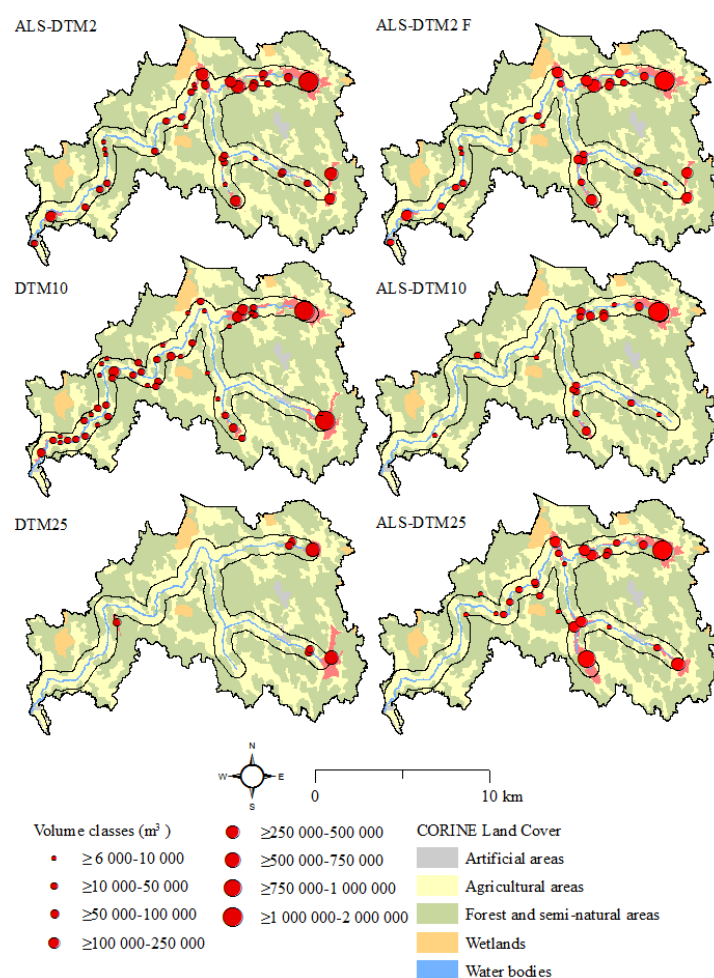 ALS-DTM2
ALS-DTM2 F
DTM10
ALS-DTM10
DTM25
ALS-DTM25
N
W E
S
0 10 km
Volume classes (m³ )
≥ 6 000-10 000
≥10 000-50 000
≥50 000-100 000
≥100 000-250 000
≥250 000-500 000
≥500 000-750 000
≥750 000-1 000 000
≥1 000 000-2 000 000
CORINE Land Cover
Artificial areas
Agricultural areas
Forest and semi-natural areas
Wetlands
Water bodies